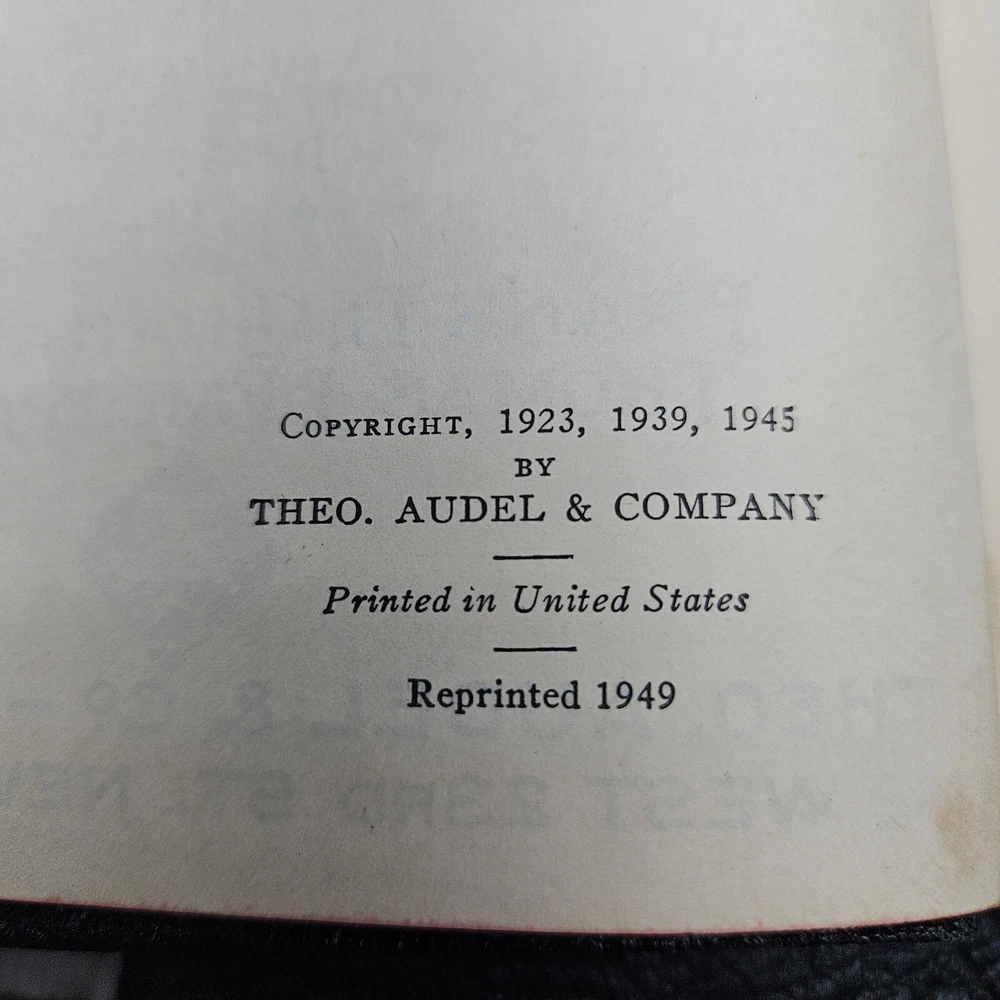 COPYRIGHT, 1923, 1939, 1945
BY
THEO. AUDEL & COMPANY
Printed in United States
Reprinted 1949